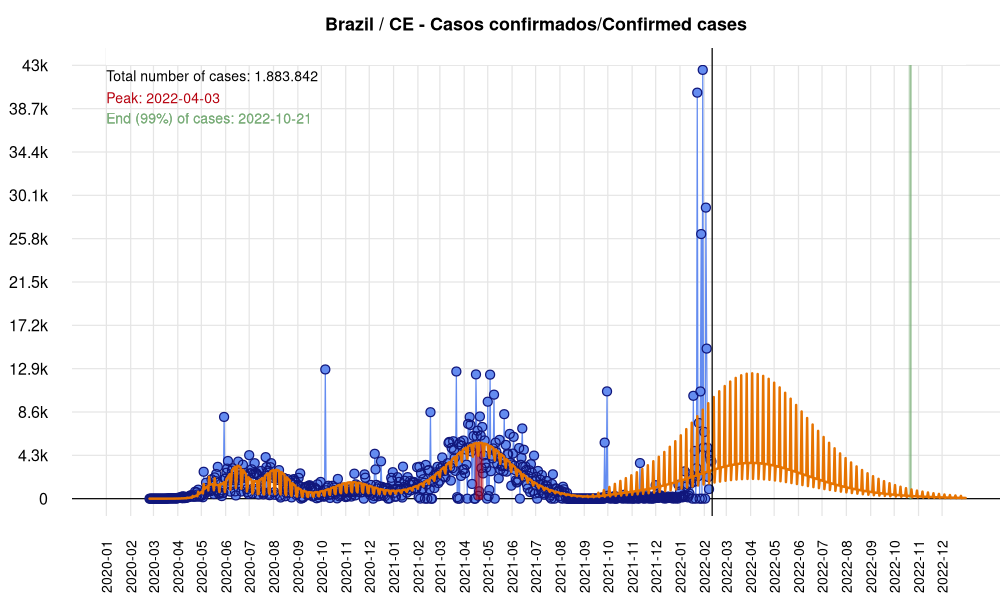 Brazil / CE - Casos confirmados/Confirmed cases
Total number of cases: 1.883.842
Peak: 2022-04-03
End (99%) of cases: 2022-10-21
43k
38.7k
34.4k
30.1k
25.8k
21.5k
17.2k
12.9k
8.6k
4.3k
0
2020-01
2020-02
2020-03
2020-04
2020-05
2020-06
2020-07
2020-08
2020-09
2020-10
2020-11
2020-12
2021-01
2021-02
2021-03
2021-04
2021-05
2021-06
2021-07
2021-08
2021-09
2021-10
2021-11
2021-12
2022-01
2022-02
2022-03
2022-04
2022-05
2022-06
2022-07
2022-08
2022-09
2022-10
2022-11
2022-12